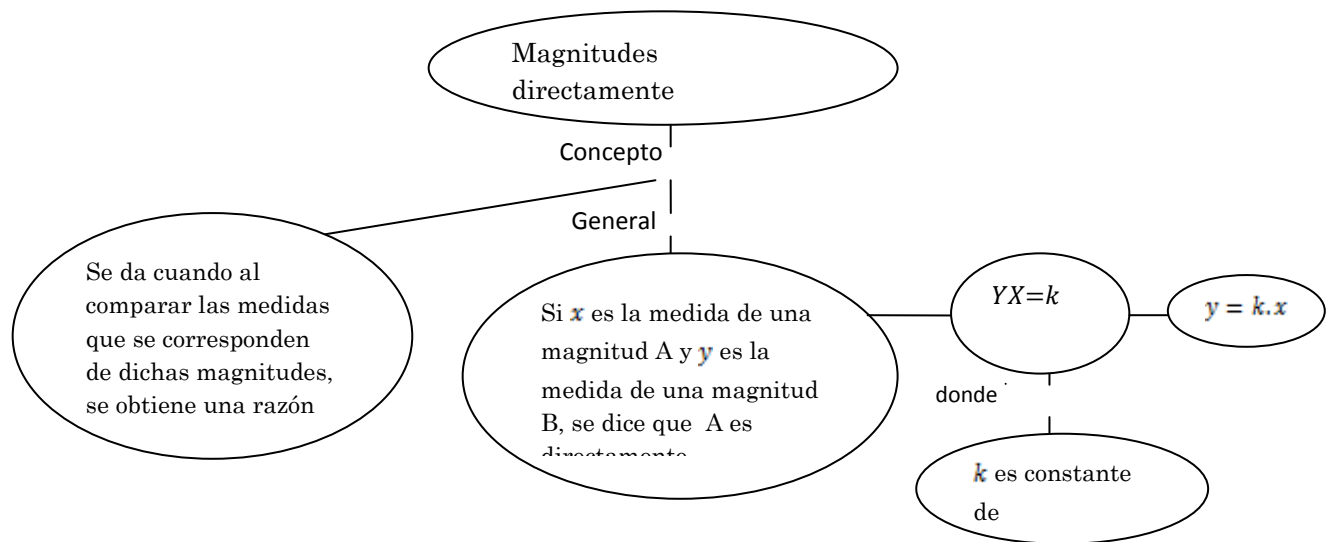 Magnitudes
directamente
Concepto
General
Se da cuando al
comparar las medidas
que se corresponden
de dichas magnitudes,
se obtiene una razón
Si x es la medida de una
magnitud A y y es la
medida de una magnitud
B, se dice que A es
directamente
YX=k
y = k.x
donde
k es constante
de